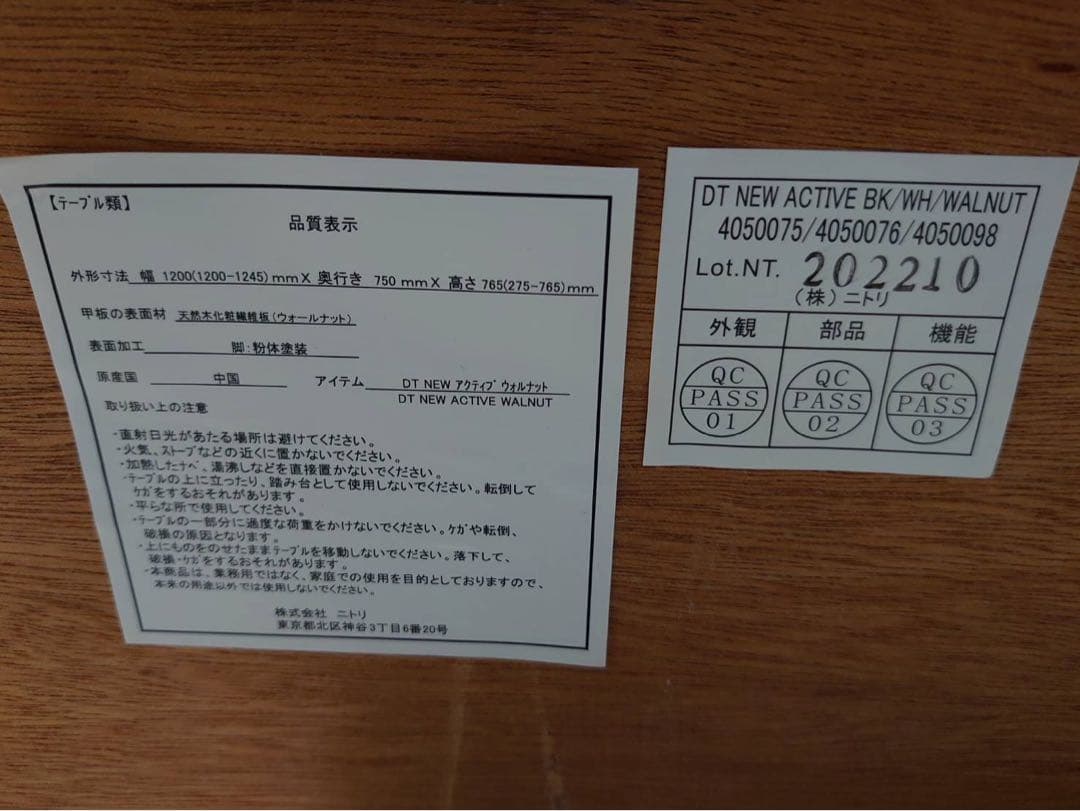 【テーブル類】
品質表示
外形寸法 幅 1200(1200-1245)mm X 奥行き 750 mm X 高さ 765(275-765)mm
甲板の表面材 天然木化粧繊維板(ウォールナット)
表面加工 脚:粉体塗装
原産国 中国 アイテム DT NEW アクティブ ウォルナット
DT NEW ACTIVE WALNUT
取り扱い上の注意
・直射日光があたる場所は避けてください。
・火気、ストーブなどの近くに置かないでください。
・加熱したナベ、湯沸しなどを直接置かないでください。
・テーブルの上に立ったり、踏み台として使用しないでください。転倒して
ケガをするおそれがあります。
・平らな所で使用してください。
・テーブルの一部分に過度な荷重をかけないでください。ケガや転倒、
破損の原因となります。
・上にものをのせたままテーブルを移動しないでください。落下して、
破損・ケガをするおそれがあります。
・本商品は、業務用ではなく、家庭での使用を目的としておりますので、
本来の用途以外では使用しないでください。
株式会社 ニトリ
東京都北区神谷3丁目6番20号
DT NEW ACTIVE BK/WH/WALNUT
4050075/4050076/4050098
Lot.NT. 202210
(株)ニトリ
外観 部品 機能
QC QC QC
PASS PASS PASS
01 02 03